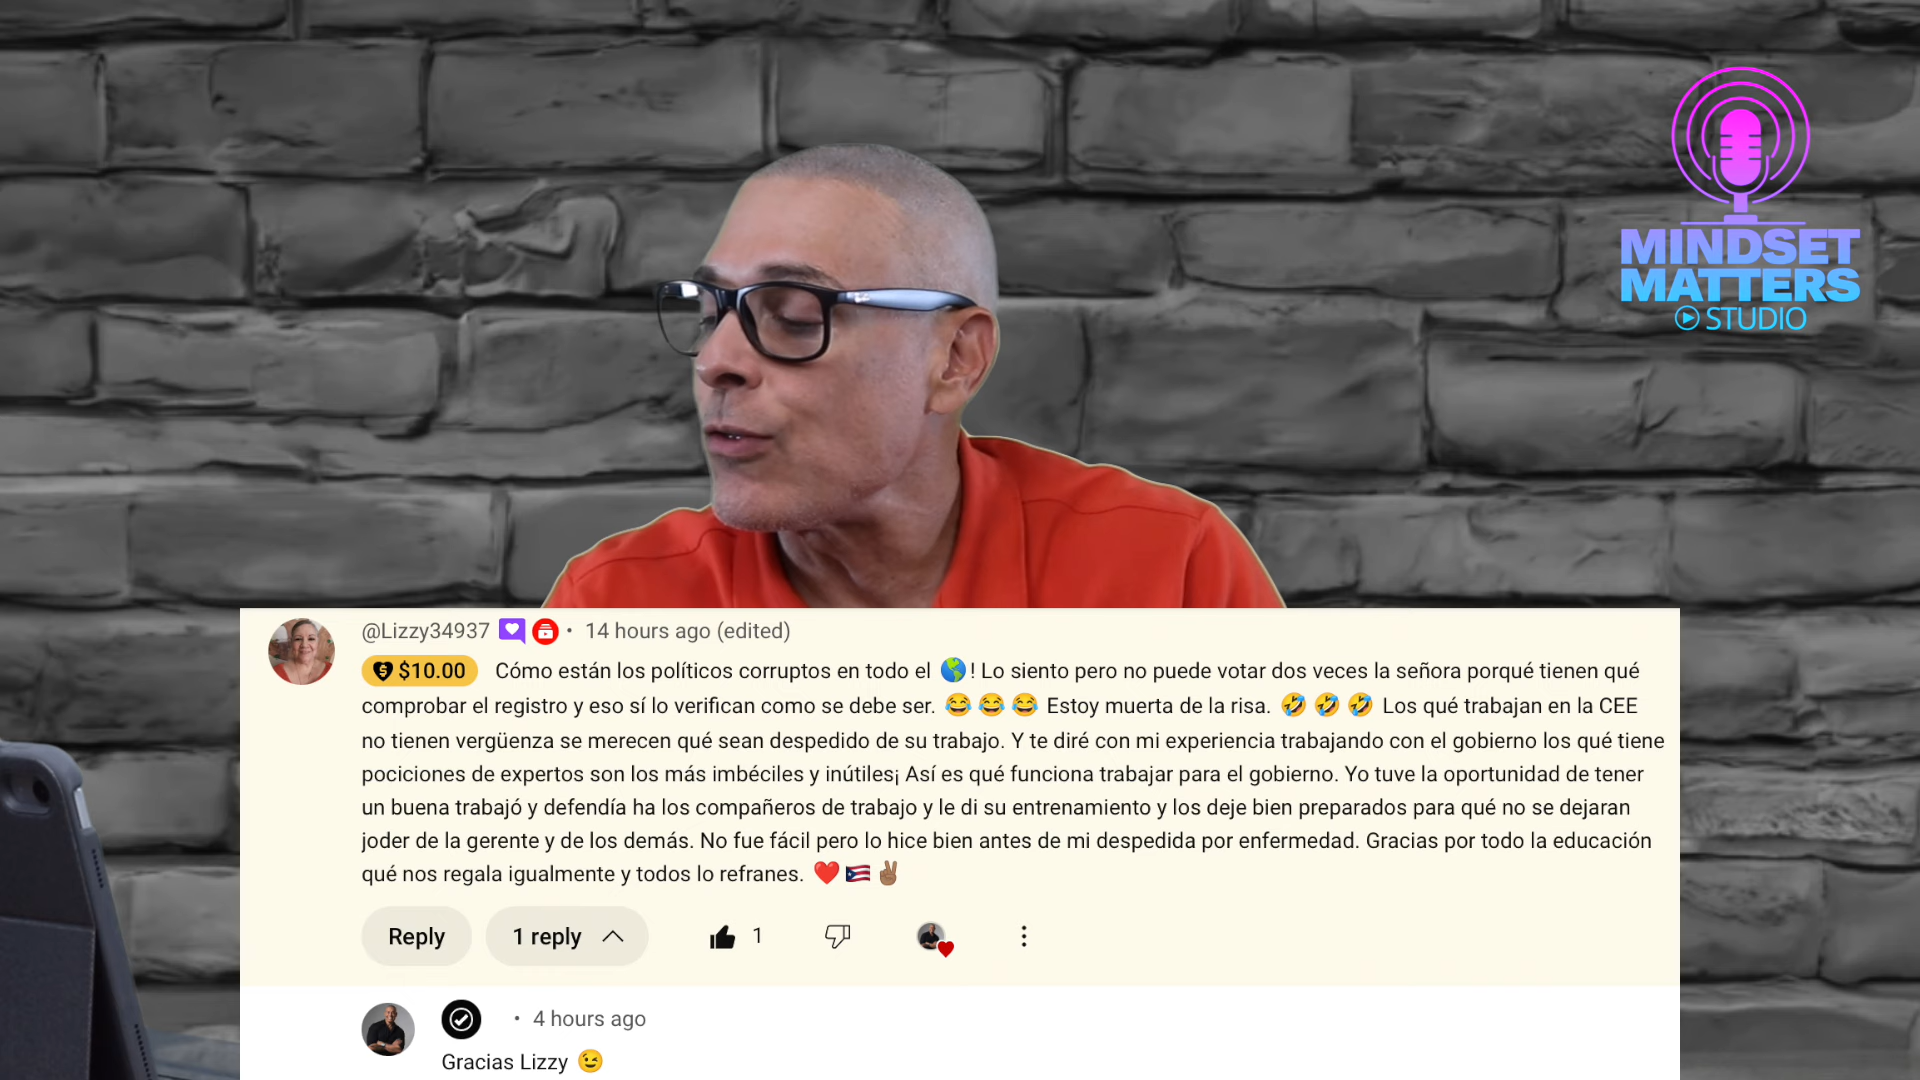 MINDSET
MATTERS
STUDIO
@Lizzy34937 • 14 hours ago (edited)
$10.00 Cómo están los políticos corruptos en todo el 🌎! Lo siento pero no puede votar dos veces la señora porqué tienen qué
comprobar el registro y eso sí lo verifican como se debe ser. 😂😂😂 Estoy muerta de la risa. 🤣🤣🤣 Los qué trabajan en la CEE
no tienen vergüenza se merecen qué sean despedido de su trabajo. Y te diré con mi experiencia trabajando con el gobierno los qué tiene
pociciones de expertos son los más imbéciles y inútiles¡ Así es qué funciona trabajar para el gobierno. Yo tuve la oportunidad de tener
un buena trabajó y defendía ha los compañeros de trabajo y le di su entrenamiento y los deje bien preparados para qué no se dejaran
joder de la gerente y de los demás. No fue fácil pero lo hice bien antes de mi despedida por enfermedad. Gracias por todo la educación
qué nos regala igualmente y todos lo refranes. ❤️🇵🇷✌🏽
Reply 1 reply 1
• 4 hours ago
Gracias Lizzy 😉